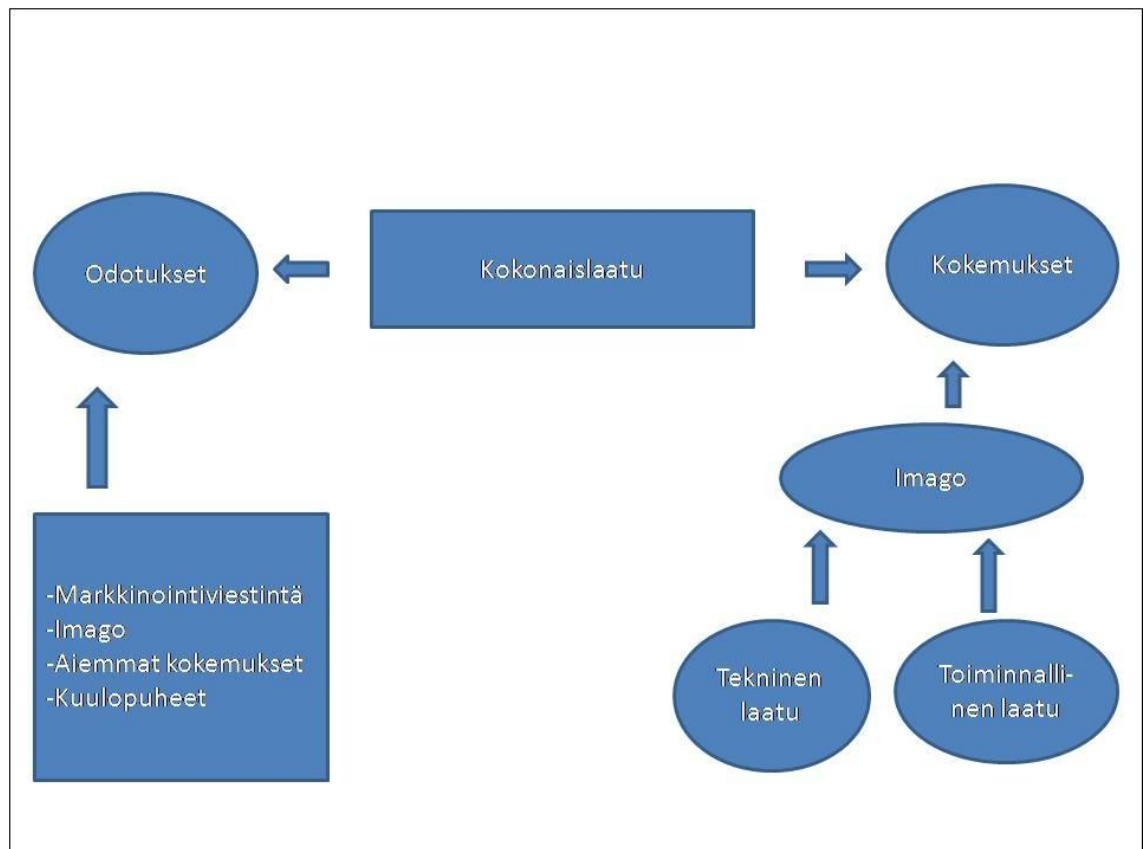 Odotukset
Kokonaislaatu
Kokemukset
Imago
-Markkinointiviestintä
-Imago
-Aiemmat kokemukset
-Kuulopuheet
Tekninen
laatu
Toiminnalli-
nen laatu